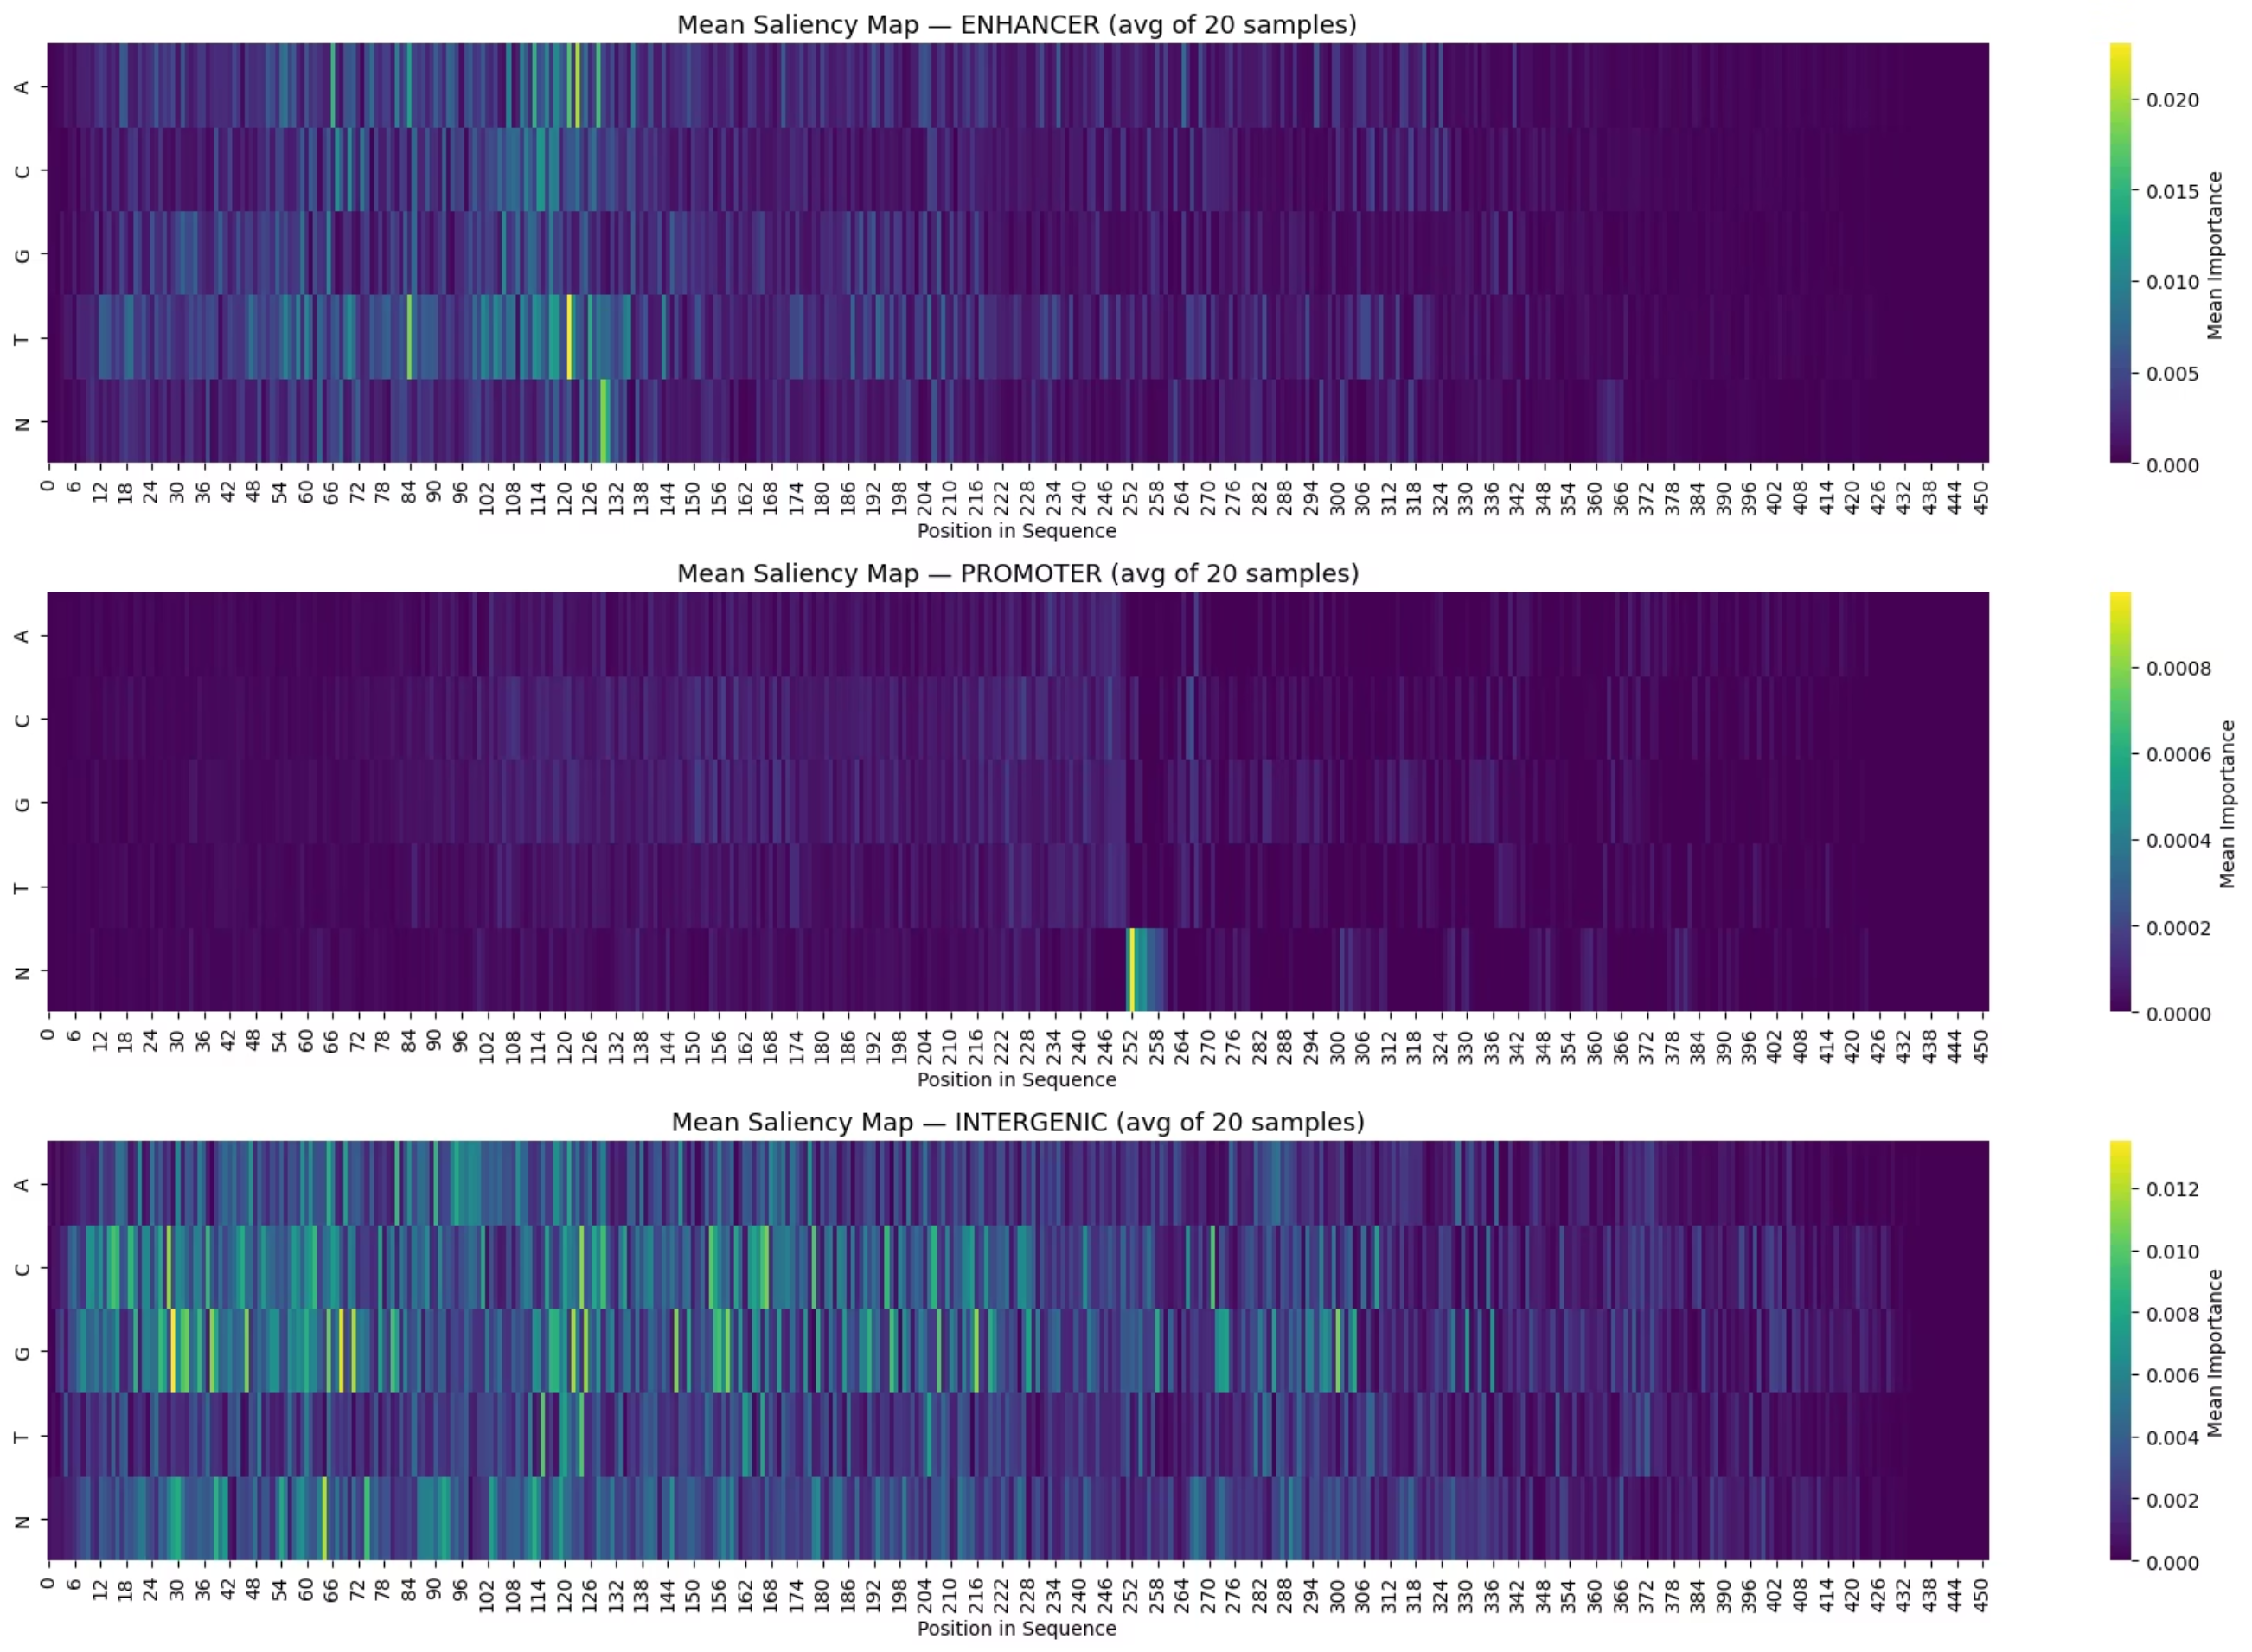 Mean Saliency Map — ENHANCER (avg of 20 samples)
A
C
G
T
N
0 6 12 18 24 30 36 42 48 54 60 66 72 78 84 90 96 102 108 114 120 126 132 138 144 150 156 162 168 174 180 186 192 198 204 210 216 222 228 234 240 246 252 258 264 270 276 282 288 294 300 306 312 318 324 330 336 342 348 354 360 366 372 378 384 390 396 402 408 414 420 426 432 438 444 450
Position in Sequence
0.020
0.015
0.010
0.005
0.000
Mean Importance
Mean Saliency Map — PROMOTER (avg of 20 samples)
A
C
G
T
N
0 6 12 18 24 30 36 42 48 54 60 66 72 78 84 90 96 102 108 114 120 126 132 138 144 150 156 162 168 174 180 186 192 198 204 210 216 222 228 234 240 246 252 258 264 270 276 282 288 294 300 306 312 318 324 330 336 342 348 354 360 366 372 378 384 390 396 402 408 414 420 426 432 438 444 450
Position in Sequence
0.0008
0.0006
0.0004
0.0002
0.0000
Mean Importance
Mean Saliency Map — INTERGENIC (avg of 20 samples)
A
C
G
T
N
0 6 12 18 24 30 36 42 48 54 60 66 72 78 84 90 96 102 108 114 120 126 132 138 144 150 156 162 168 174 180 186 192 198 204 210 216 222 228 234 240 246 252 258 264 270 276 282 288 294 300 306 312 318 324 330 336 342 348 354 360 366 372 378 384 390 396 402 408 414 420 426 432 438 444 450
Position in Sequence
0.012
0.010
0.008
0.006
0.004
0.002
0.000
Mean Importance